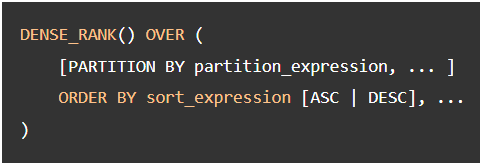 DENSE_RANK() OVER (
[PARTITION BY partition_expression, ... ]
ORDER BY sort_expression [ASC | DESC], ...
)